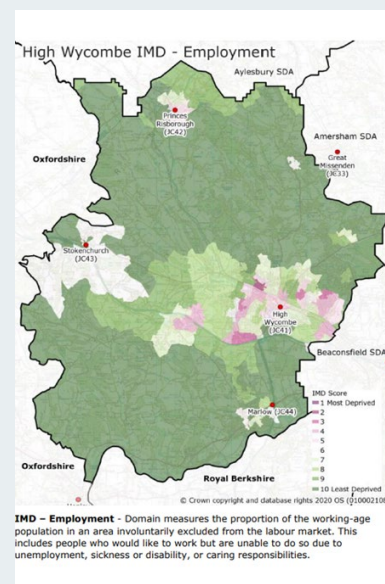 High Wycombe IMD - Employment
Aylesbury SDA
Princes
Risborough
(JC42)
Amersham SDA
Oxfordshire
Great
Missenden
(JE33)
Stokenchurch
(JC43)
High
Wycombe
(JC41)
Beaconsfield SDA
IMD Score
1 Most Deprived
2
3
4
5
6
7
8
9
10 Least Deprived
Marlow (JC44)
Oxfordshire
Royal Berkshire
© Crown copyright and database rights 2020 OS (010002108
IMD – Employment - Domain measures the proportion of the working-age
population in an area involuntarily excluded from the labour market. This
includes people who would like to work but are unable to do so due to
unemployment, sickness or disability, or caring responsibilities.